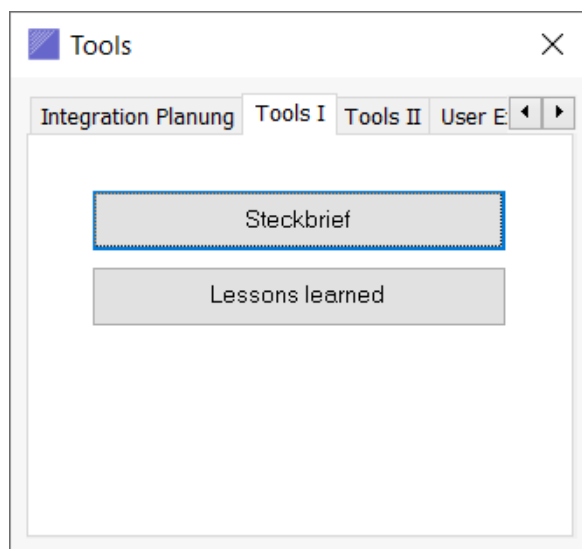 Tools
Integration Planung Tools I Tools II User
Steckbrief
Lessons learned